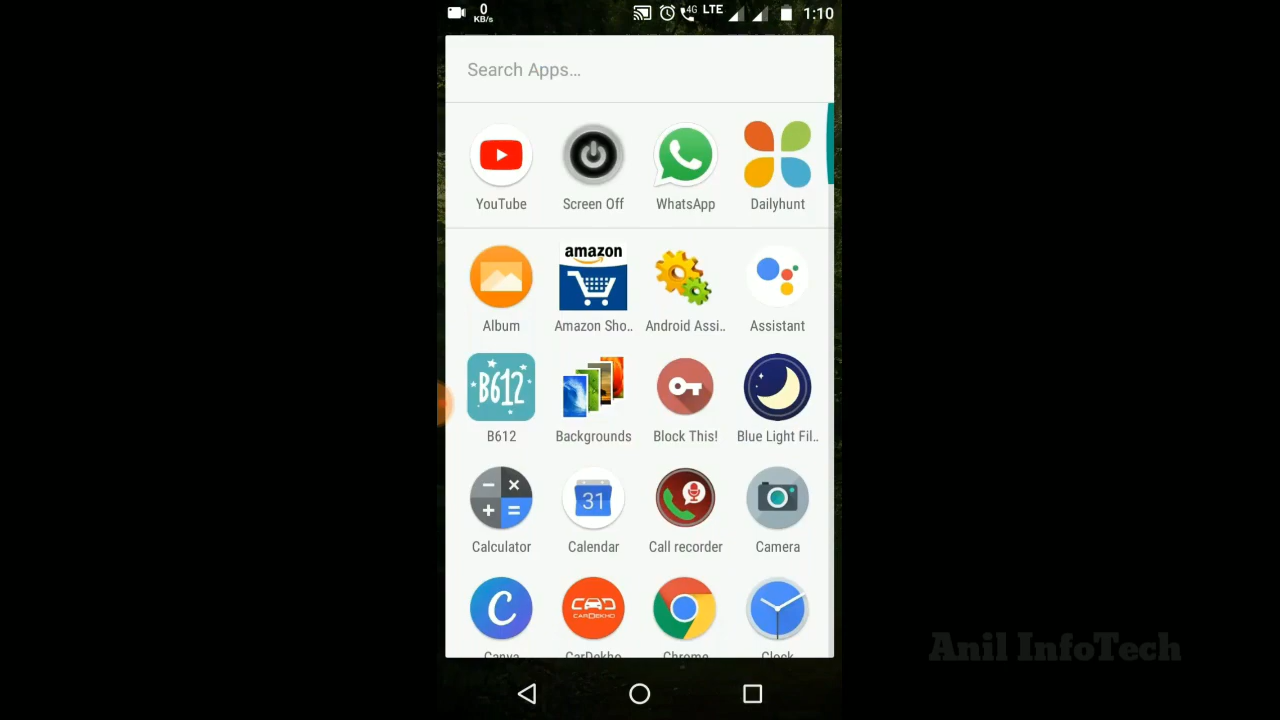 0
KB/s
4G LTE
1:10
Search Apps...
YouTube
Screen Off
WhatsApp
Dailyhunt
amazon
Album
Amazon Sho..
Android Assi..
Assistant
B612
B612
Backgrounds
Block This!
Blue Light Fil..
31
Calculator
Calendar
Call recorder
Camera
C
CARDEKHO
Canva
CarDekho
Chrome
Clock
Anil InfoTech